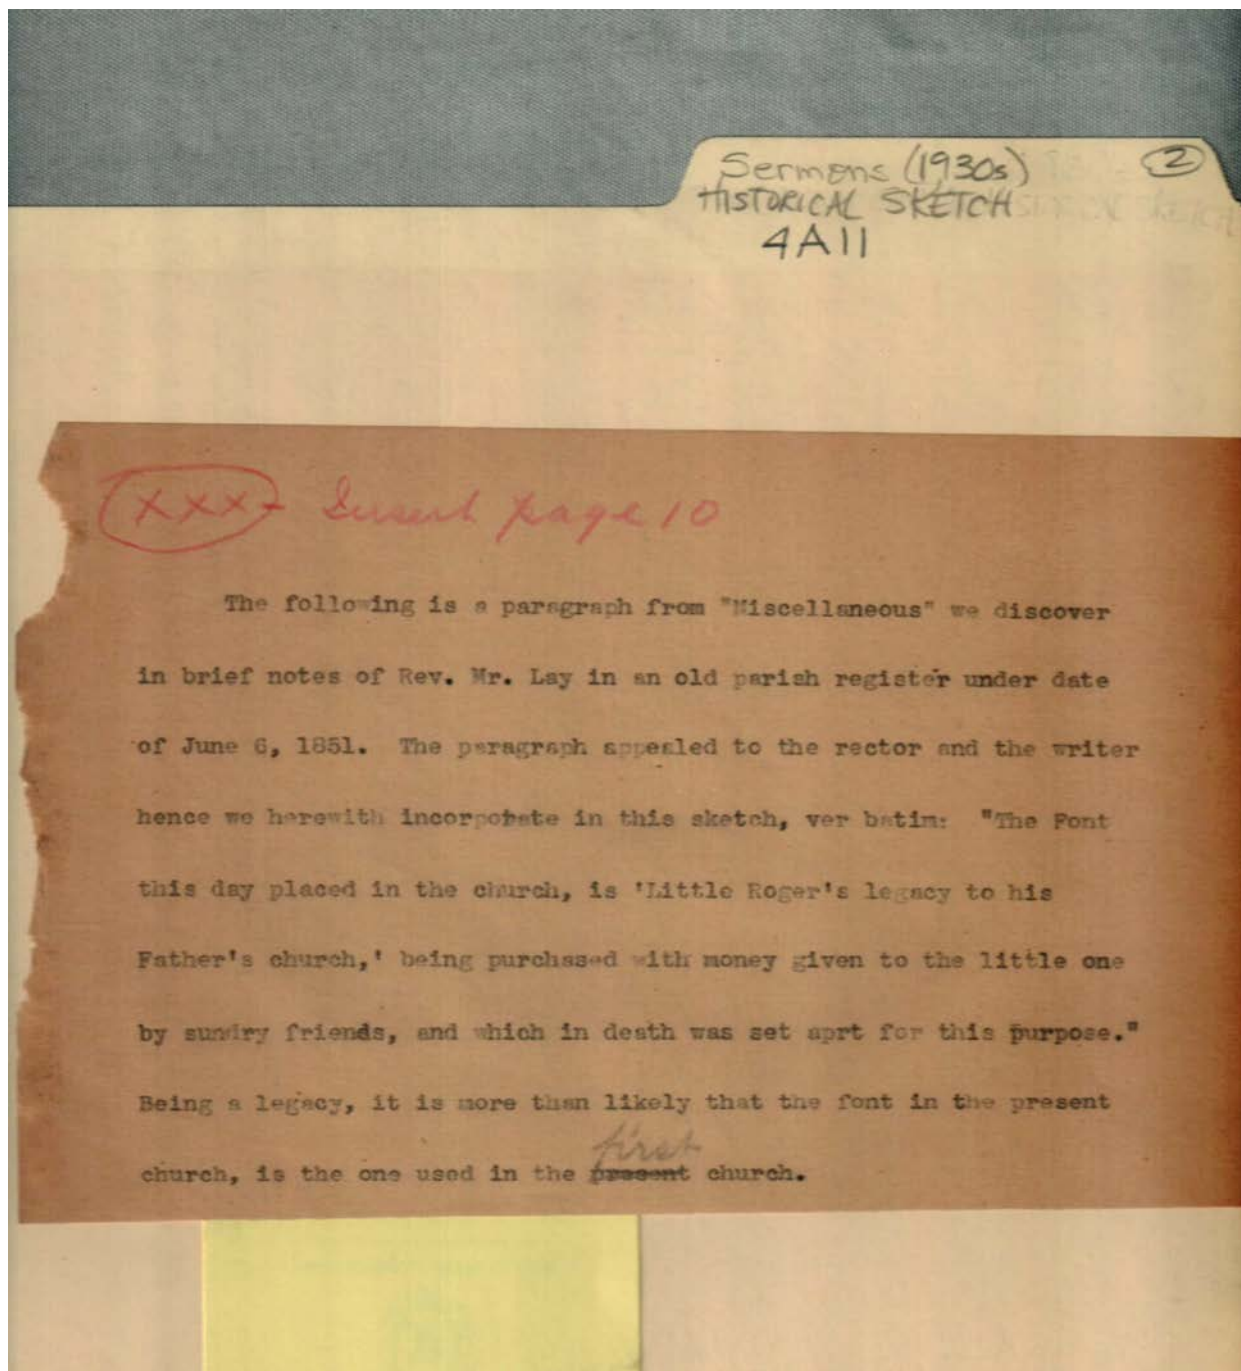 Sermons (1930s) 2
HISTORICAL SKETCH
4A11
XXX- Insert page 10
The following is a paragraph from "Miscellaneous" we discover
in brief notes of Rev. Mr. Lay in an old parish register under date
of June 6, 1851. The paragraph appealed to the rector and the writer
hence we herewith incorporate in this sketch, ver batim: "The Font
this day placed in the church, is 'Little Roger's legacy to his
Father's church,' being purchased with money given to the little one
by sundry friends, and which in death was set aprt for this purpose."
Being a legacy, it is more than likely that the font in the present
first
church, is the one used in the present church.